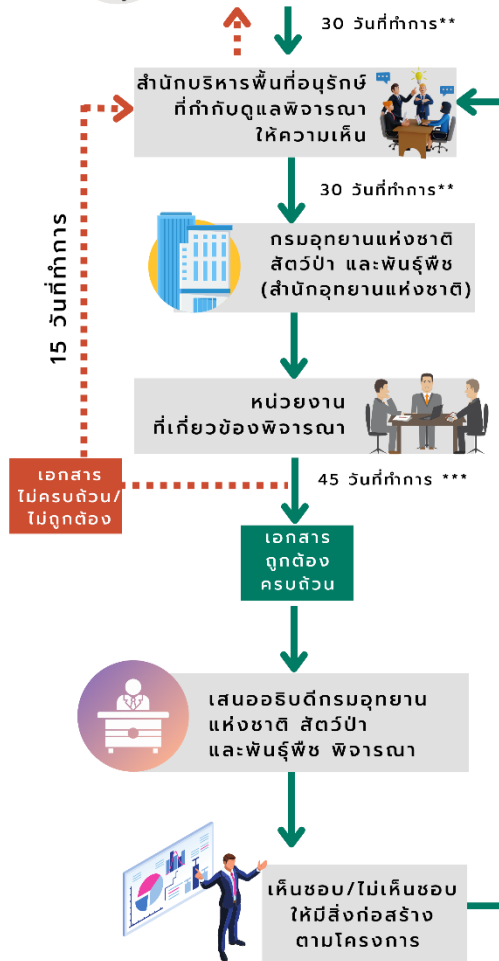 30 วันที่ทำการ**
สำนักบริหารพื้นที่อนุรักษ์
ที่กำกับดูแลพิจารณา
ให้ความเห็น
30 วันที่ทำการ**
15 วันที่ทำการ
กรมอุทยานแห่งชาติ
สัตว์ป่า และพันธุ์พืช
(สำนักอุทยานแห่งชาติ)
หน่วยงาน
ที่เกี่ยวข้องพิจารณา
45 วันที่ทำการ ***
เอกสาร
ไม่ครบถ้วน/
ไม่ถูกต้อง
เอกสาร
ถูกต้อง
ครบถ้วน
เสนออธิบดีกรมอุทยาน
แห่งชาติ สัตว์ป่า
และพันธุ์พืช พิจารณา
เห็นชอบ/ไม่เห็นชอบ
ให้มีสิ่งก่อสร้าง
ตามโครงการ